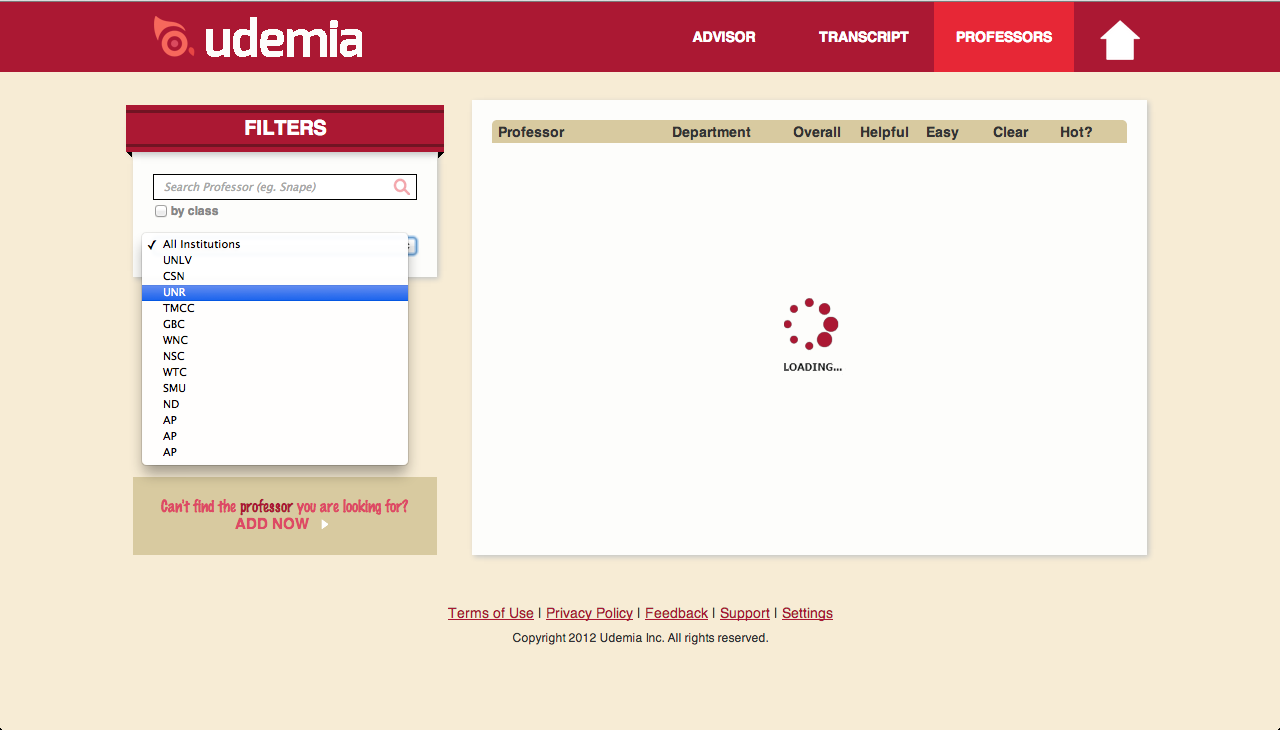 udemia
ADVISOR TRANSCRIPT PROFESSORS
FILTERS
Search Professor (eg. Snape)
by class
All Institutions
UNLV
CSN
UNR
TMCC
GBC
WNC
NSC
WTC
SMU
ND
AP
AP
AP
Can't find the professor you are looking for?
ADD NOW
Professor Department Overall Helpful Easy Clear Hot?
LOADING...
Terms of Use | Privacy Policy | Feedback | Support | Settings
Copyright 2012 Udemia Inc. All rights reserved.